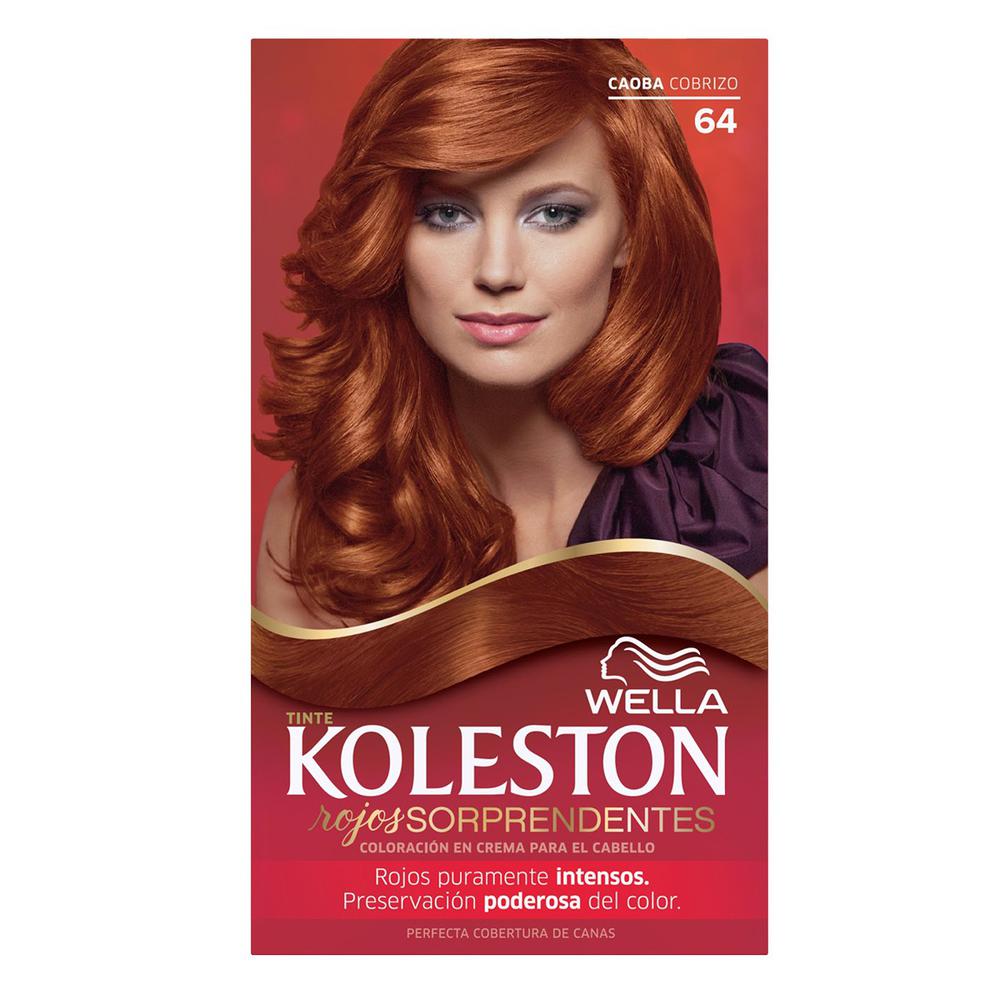 CAOBA COBRIZO
64
WELLA
TINTE
KOLESTON
rojos SORPRENDENTES
COLORACIÓN EN CREMA PARA EL CABELLO
Rojos puramente intensos.
Preservación poderosa del color.
PERFECTA COBERTURA DE CANAS